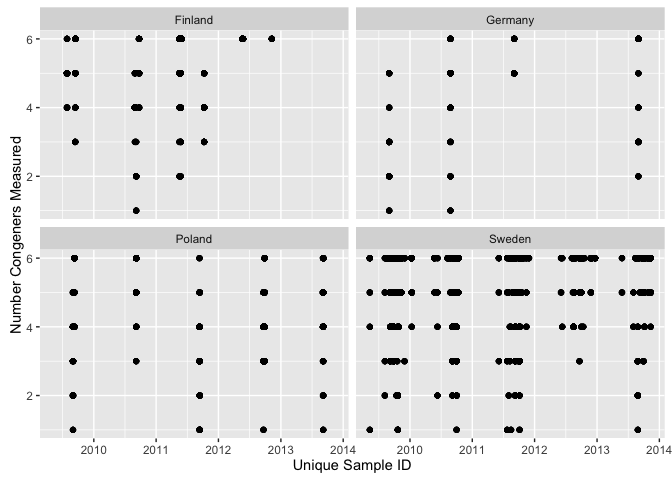 Finland Germany
6
4
2
Poland Sweden
6
4
2
2010 2011 2012 2013 2014 2010 2011 2012 2013 2014
Unique Sample ID
Number Congeners Measured